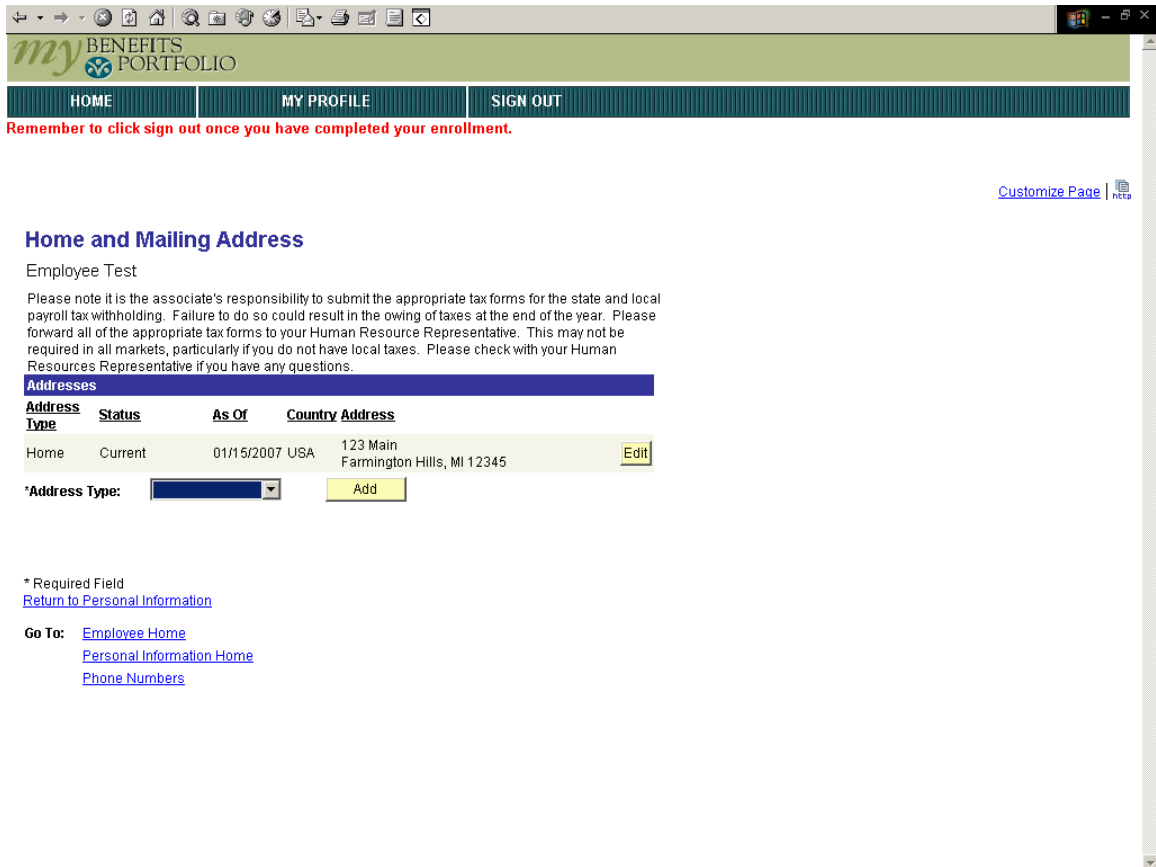 my BENEFITS
PORTFOLIO
HOME MY PROFILE SIGN OUT
Remember to click sign out once you have completed your enrollment.
Customize Page | http
Home and Mailing Address
Employee Test
Please note it is the associate's responsibility to submit the appropriate tax forms for the state and local
payroll tax withholding. Failure to do so could result in the owing of taxes at the end of the year. Please
forward all of the appropriate tax forms to your Human Resource Representative. This may not be
required in all markets, particularly if you do not have local taxes. Please check with your Human
Resources Representative if you have any questions.
Addresses
Address Type Status As Of Country Address
Home Current 01/15/2007 USA 123 Main
Farmington Hills, MI 12345 Edit
*Address Type: Add
* Required Field
Return to Personal Information
Go To: Employee Home
Personal Information Home
Phone Numbers